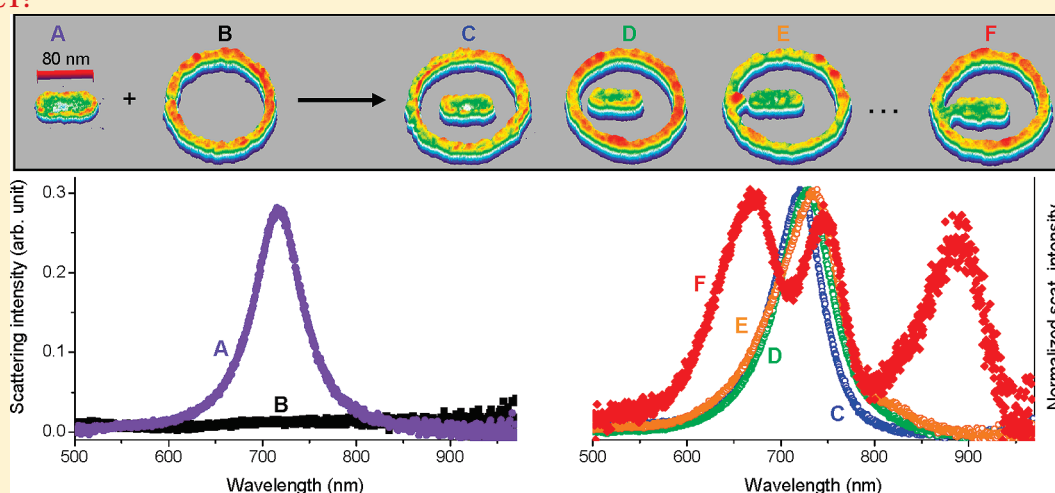 A B C D E F
80 nm
+
...
Scattering intensity (arb. unit)
0.3
0.2
0.1
0.0
A
B
500 600 700 800 900
Wavelength (nm)
F
E
D
C
500 600 700 800 900
Wavelength (nm)
Normalized scat. intensity